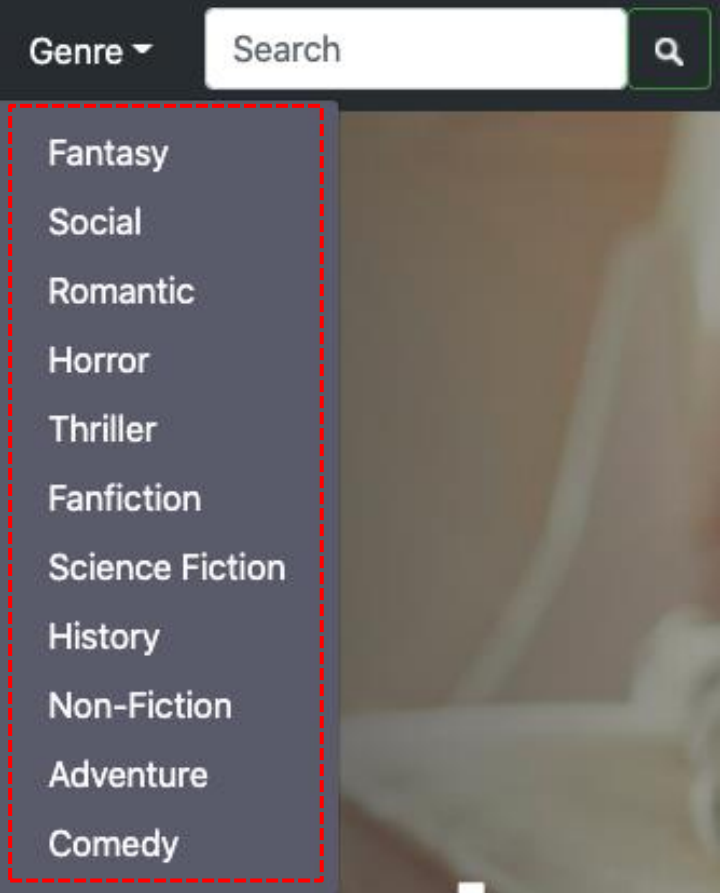 Genre
Search
Fantasy
Social
Romantic
Horror
Thriller
Fanfiction
Science Fiction
History
Non-Fiction
Adventure
Comedy